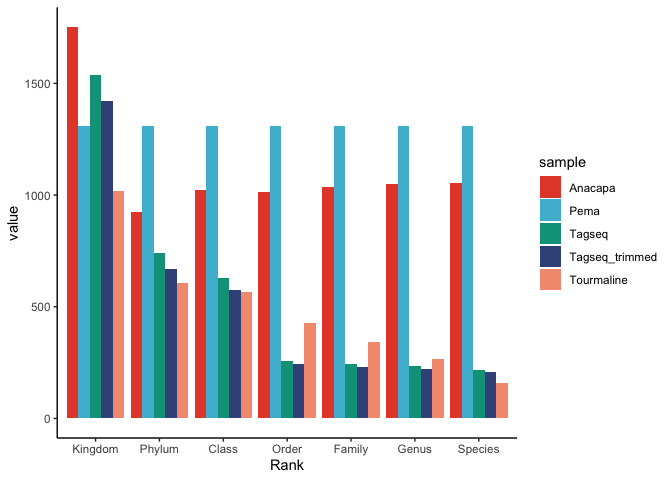 value
1500
1000
500
0
Kingdom Phylum Class Order Family Genus Species
Rank
sample
Anacapa
Pema
Tagseq
Tagseq_trimmed
Tourmaline